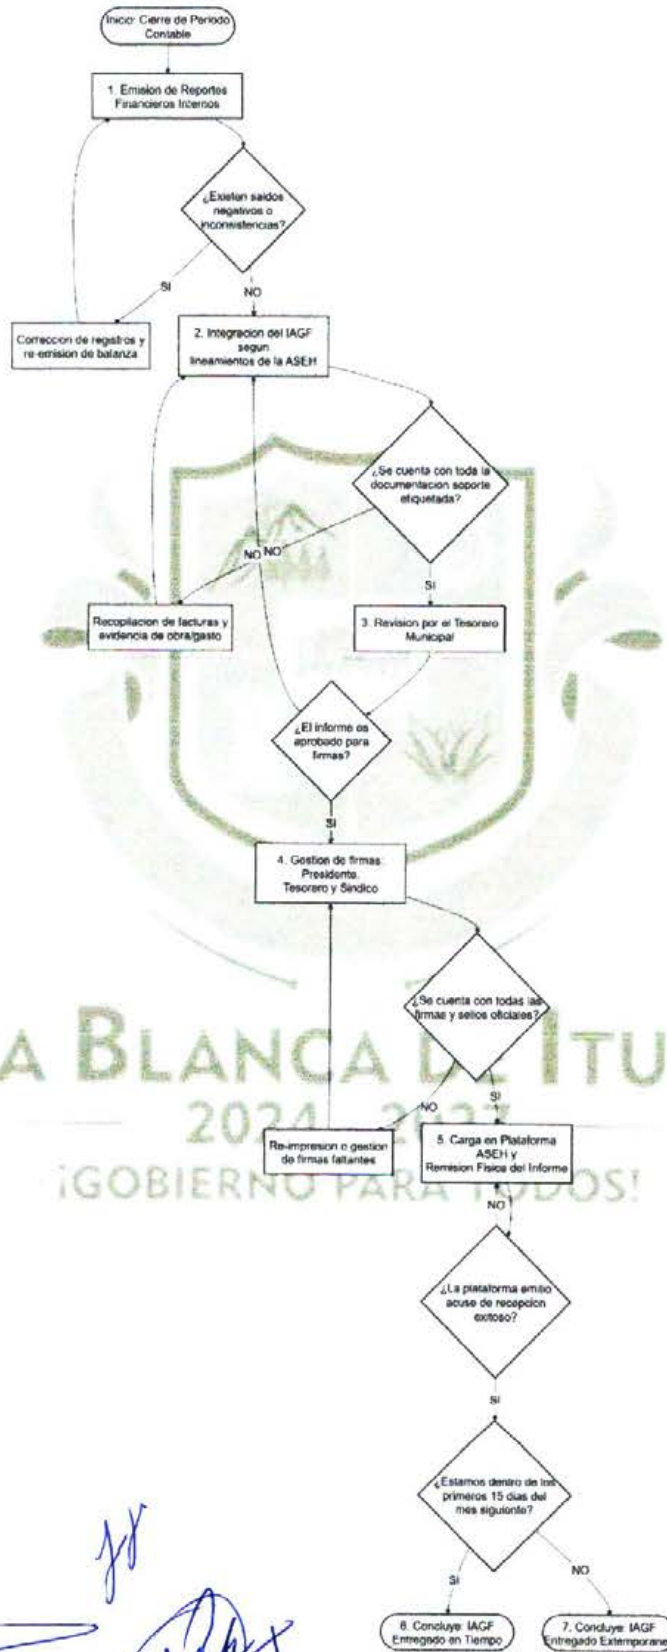 Inicio: Cierre de Periodo
Contable
1. Emision de Reportes
Financieros Internos
¿Existen saldos
negativos o
inconsistencias?
SI
NO
Correccion de registros y
re-emision de balanza
2. Integracion del IAGF
segun
lineamientos de la ASEH
¿Se cuenta con toda la
documentacion soporte
etiquetada?
NO
NO
SI
Recopilacion de facturas y
evidencia de obra/gasto
3. Revision por el Tesorero
Municipal
¿El informe es
aprobado para
firmas?
SI
4. Gestion de firmas:
Presidente,
Tesorero y Sindico
¿Se cuenta con todas las
firmas y sellos oficiales?
A BLANCA DE ITU
NO
SI
2024 2027
Re-impresion o gestion
de firmas faltantes
5. Carga en Plataforma
ASEH y
Remision Fisica del Informe
¡GOBIERNO PARA TODOS!
NO
¿La plataforma emitio
acuse de recepcion
exitoso?
SI
¿Estamos dentro de los
primeros 15 dias del
mes siguiente?
SI
NO
6. Concluye: IAGF
Entregado en Tiempo
7. Concluye: IAGF
Entregado Extemporaneo